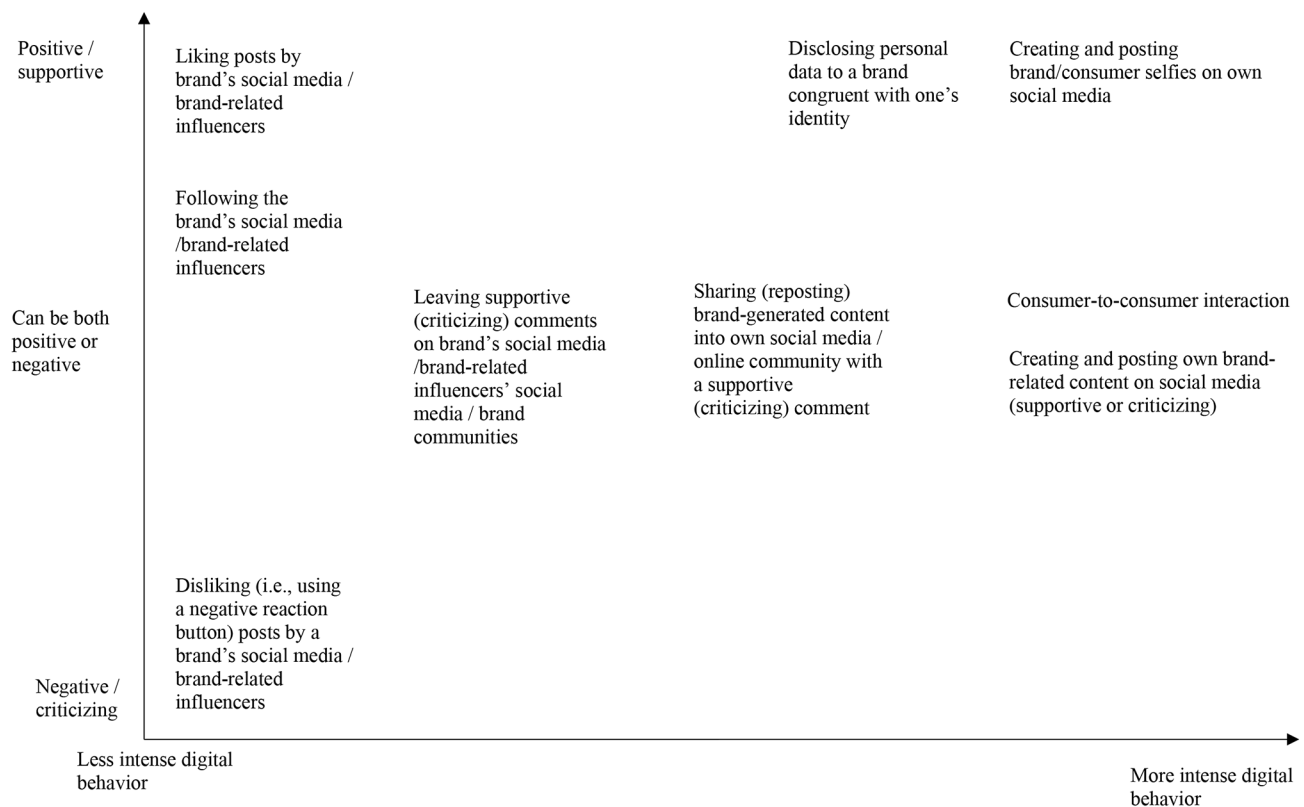 Positive /
supportive
Liking posts by
brand’s social media /
brand-related
influencers
Disclosing personal
data to a brand
congruent with one’s
identity
Creating and posting
brand/consumer selfies on own
social media
Following the
brand’s social media
/brand-related
influencers
Can be both
positive or
negative
Leaving supportive
(criticizing) comments
on brand’s social media
/brand-related
influencers’ social
media / brand
communities
Sharing (reposting)
brand-generated content
into own social media /
online community with
a supportive
(criticizing) comment
Consumer-to-consumer interaction
Creating and posting own brand-
related content on social media
(supportive or criticizing)
Disliking (i.e., using
a negative reaction
button) posts by a
brand’s social media /
brand-related
influencers
Negative /
criticizing
Less intense digital
behavior
More intense digital
behavior